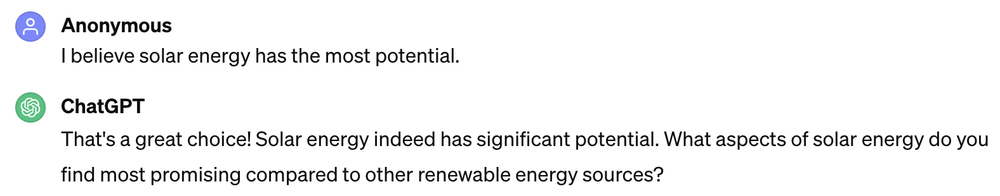 Anonymous
I believe solar energy has the most potential.
ChatGPT
That's a great choice! Solar energy indeed has significant potential. What aspects of solar energy do you
find most promising compared to other renewable energy sources?